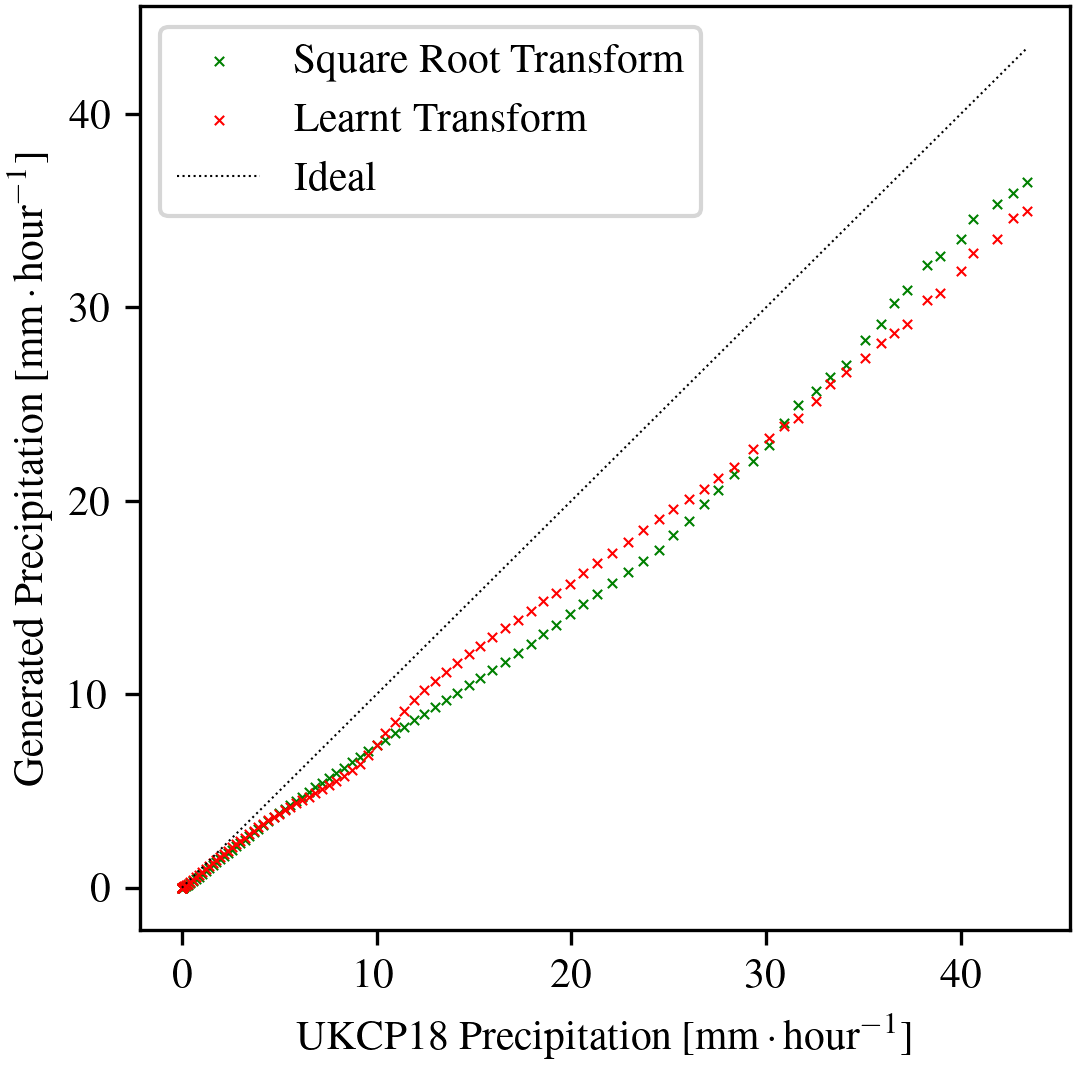 Square Root Transform
Learnt Transform
Ideal
40
30
20
10
0
Generated Precipitation [mm · hour⁻¹]
0 10 20 30 40
UKCP18 Precipitation [mm · hour⁻¹]